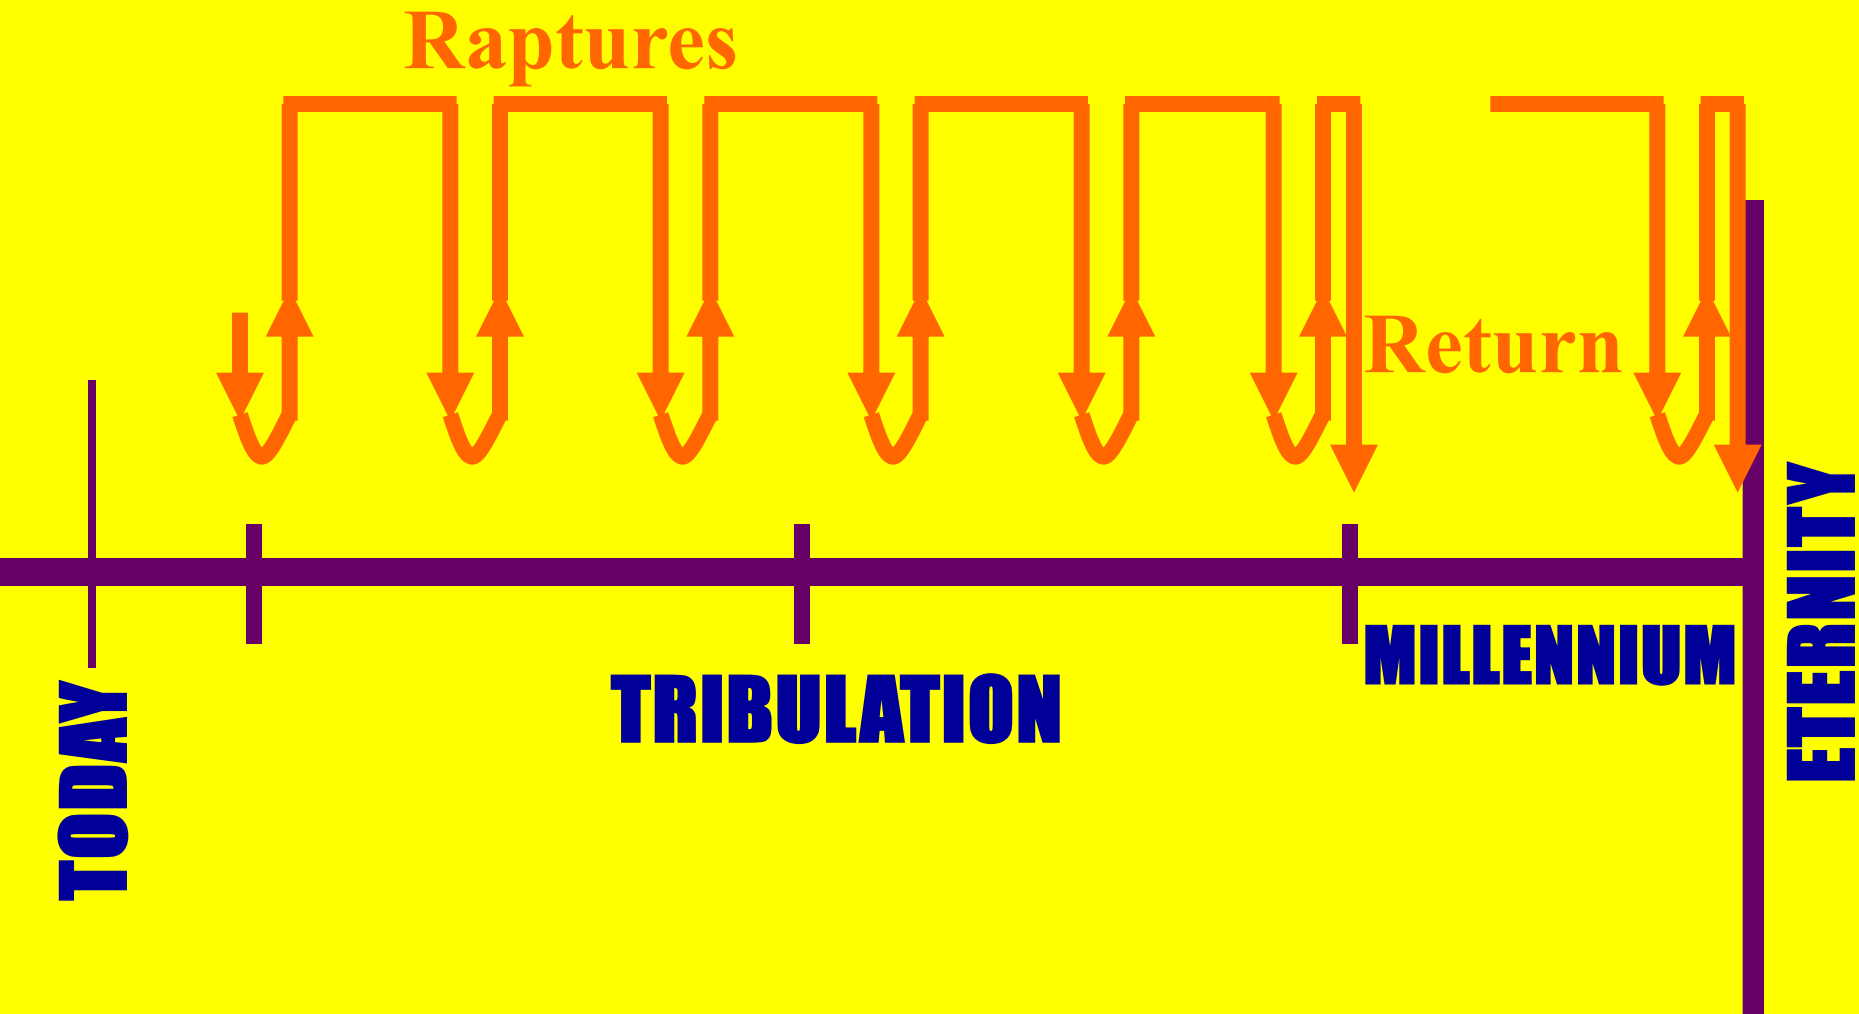 Raptures
Return
TODAY
TRIBULATION
MILLENNIUM
ETERNITY